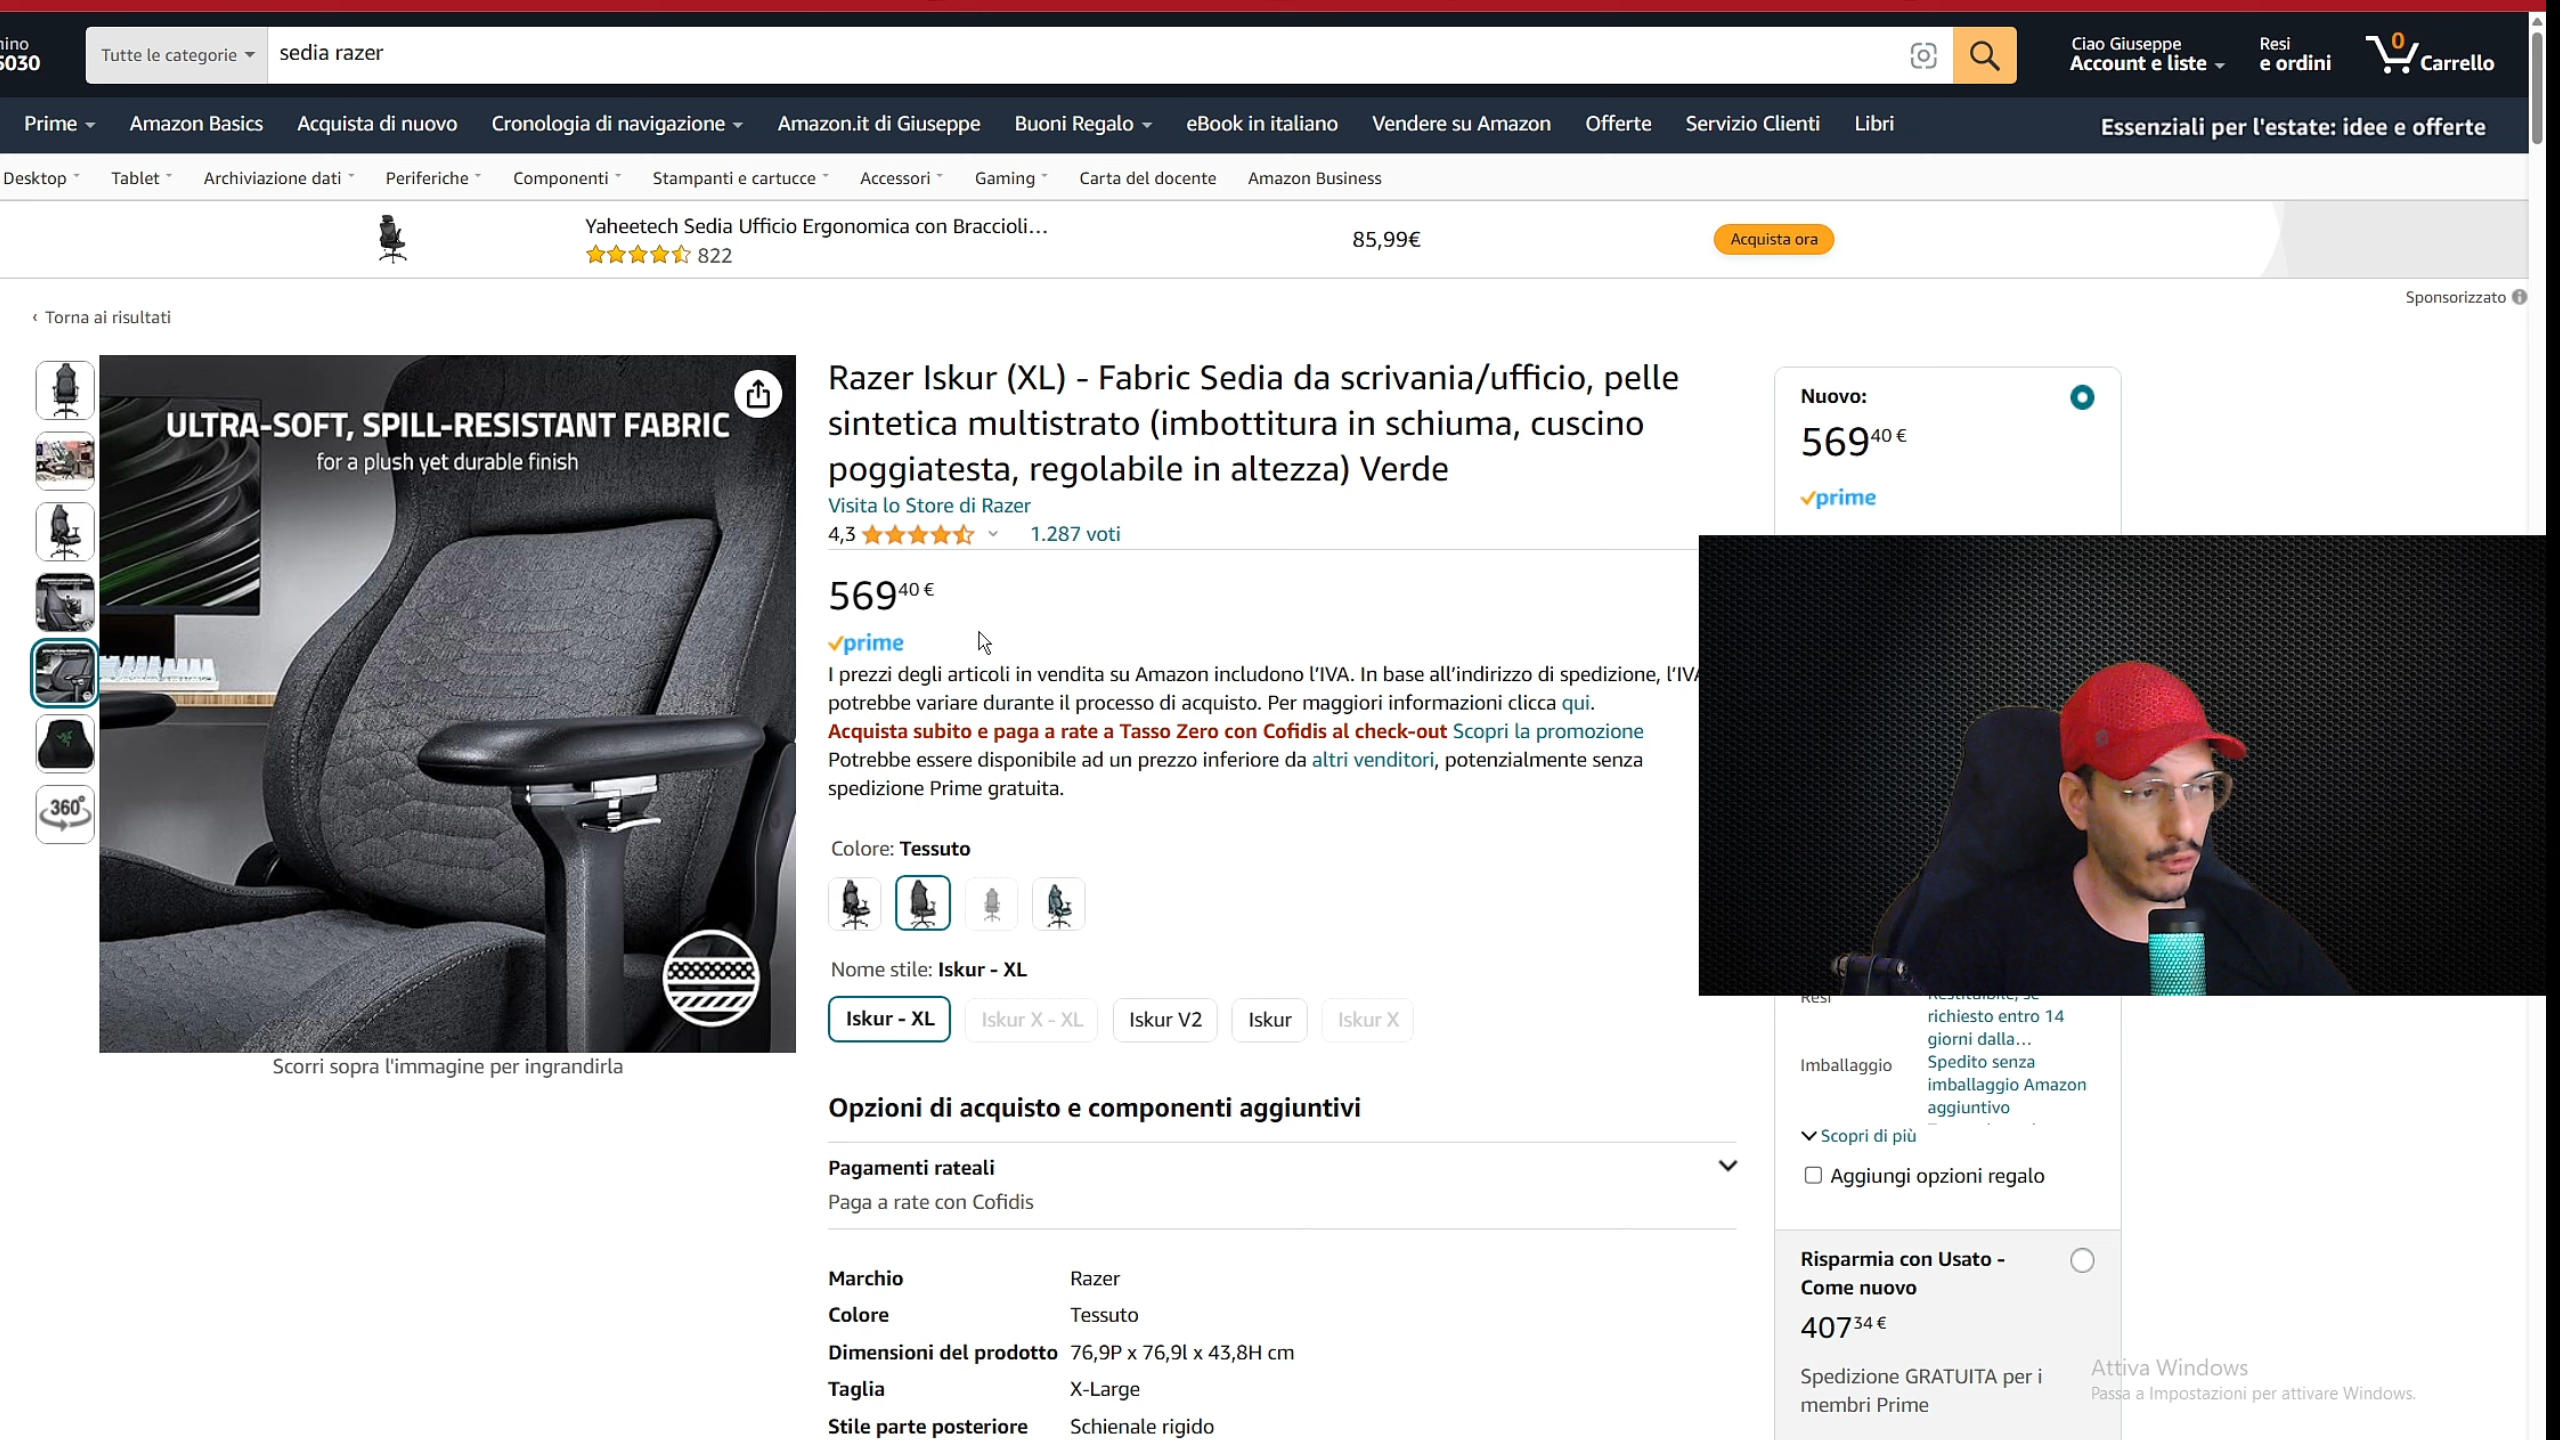 nino
5030
Tutte le categorie
sedia razer
Ciao Giuseppe
Account e liste
Resi
e ordini
0
Carrello
Prime
Amazon Basics
Acquista di nuovo
Cronologia di navigazione
Amazon.it di Giuseppe
Buoni Regalo
eBook in italiano
Vendere su Amazon
Offerte
Servizio Clienti
Libri
Essenziali per l'estate: idee e offerte
Desktop
Tablet
Archiviazione dati
Periferiche
Componenti
Stampanti e cartucce
Accessori
Gaming
Carta del docente
Amazon Business
Yaheetech Sedia Ufficio Ergonomica con Braccioli…
822
85,99€
Acquista ora
Sponsorizzato
‹ Torna ai risultati
ULTRA-SOFT, SPILL-RESISTANT FABRIC
for a plush yet durable finish
360°
Scorri sopra l'immagine per ingrandirla
Razer Iskur (XL) - Fabric Sedia da scrivania/ufficio, pelle
sintetica multistrato (imbottitura in schiuma, cuscino
poggiatesta, regolabile in altezza) Verde
Visita lo Store di Razer
4,3
1.287 voti
56940 €
prime
I prezzi degli articoli in vendita su Amazon includono l'IVA. In base all'indirizzo di spedizione, l'IVA
potrebbe variare durante il processo di acquisto. Per maggiori informazioni clicca qui.
Acquista subito e paga a rate a Tasso Zero con Cofidis al check-out Scopri la promozione
Potrebbe essere disponibile ad un prezzo inferiore da altri venditori, potenzialmente senza
spedizione Prime gratuita.
Colore: Tessuto
Nome stile: Iskur - XL
Iskur - XL
Iskur X - XL
Iskur V2
Iskur
Iskur X
Opzioni di acquisto e componenti aggiuntivi
Pagamenti rateali
Paga a rate con Cofidis
Marchio Razer
Colore Tessuto
Dimensioni del prodotto 76,9P x 76,9l x 43,8H cm
Taglia X-Large
Stile parte posteriore Schienale rigido
Nuovo:
56940 €
prime
Resi
Restituibile, se
richiesto entro 14
giorni dalla…
Imballaggio
Spedito senza
imballaggio Amazon
aggiuntivo
Scopri di più
Aggiungi opzioni regalo
Risparmia con Usato -
Come nuovo
40734 €
Spedizione GRATUITA per i
membri Prime
Attiva Windows
Passa a Impostazioni per attivare Windows.